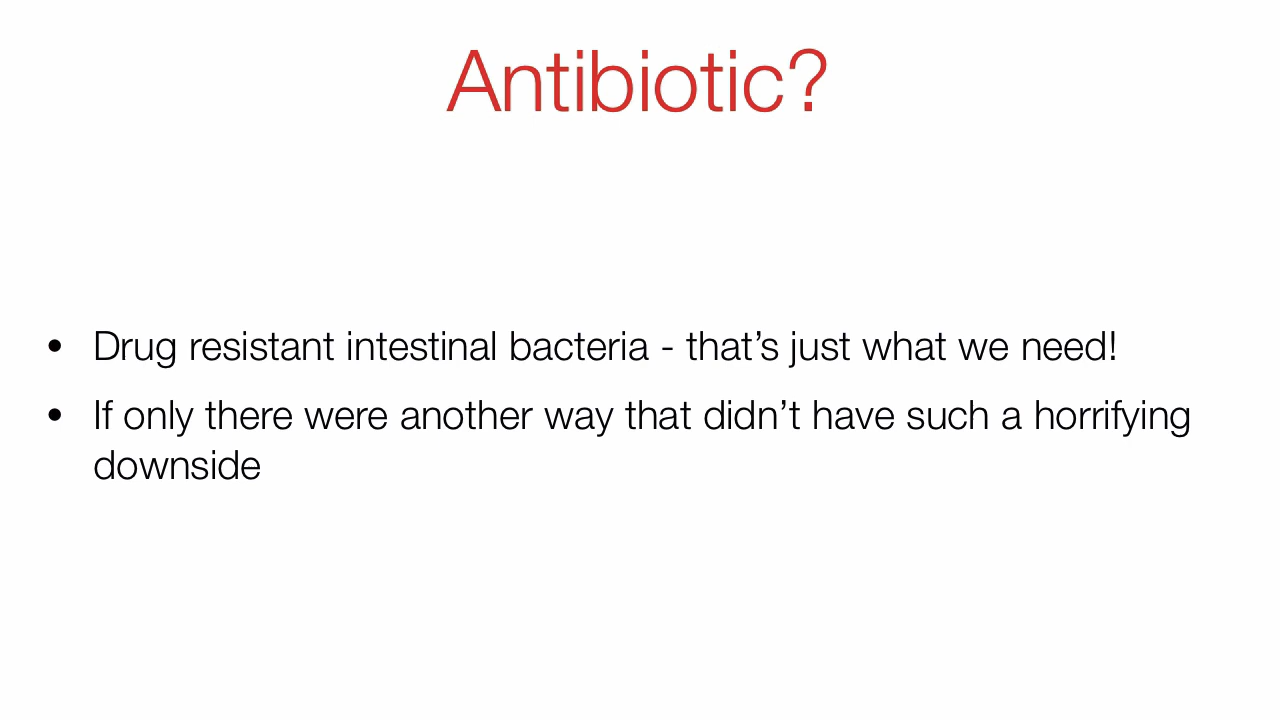 Antibiotic?
• Drug resistant intestinal bacteria - that’s just what we need!
• If only there were another way that didn’t have such a horrifying
downside